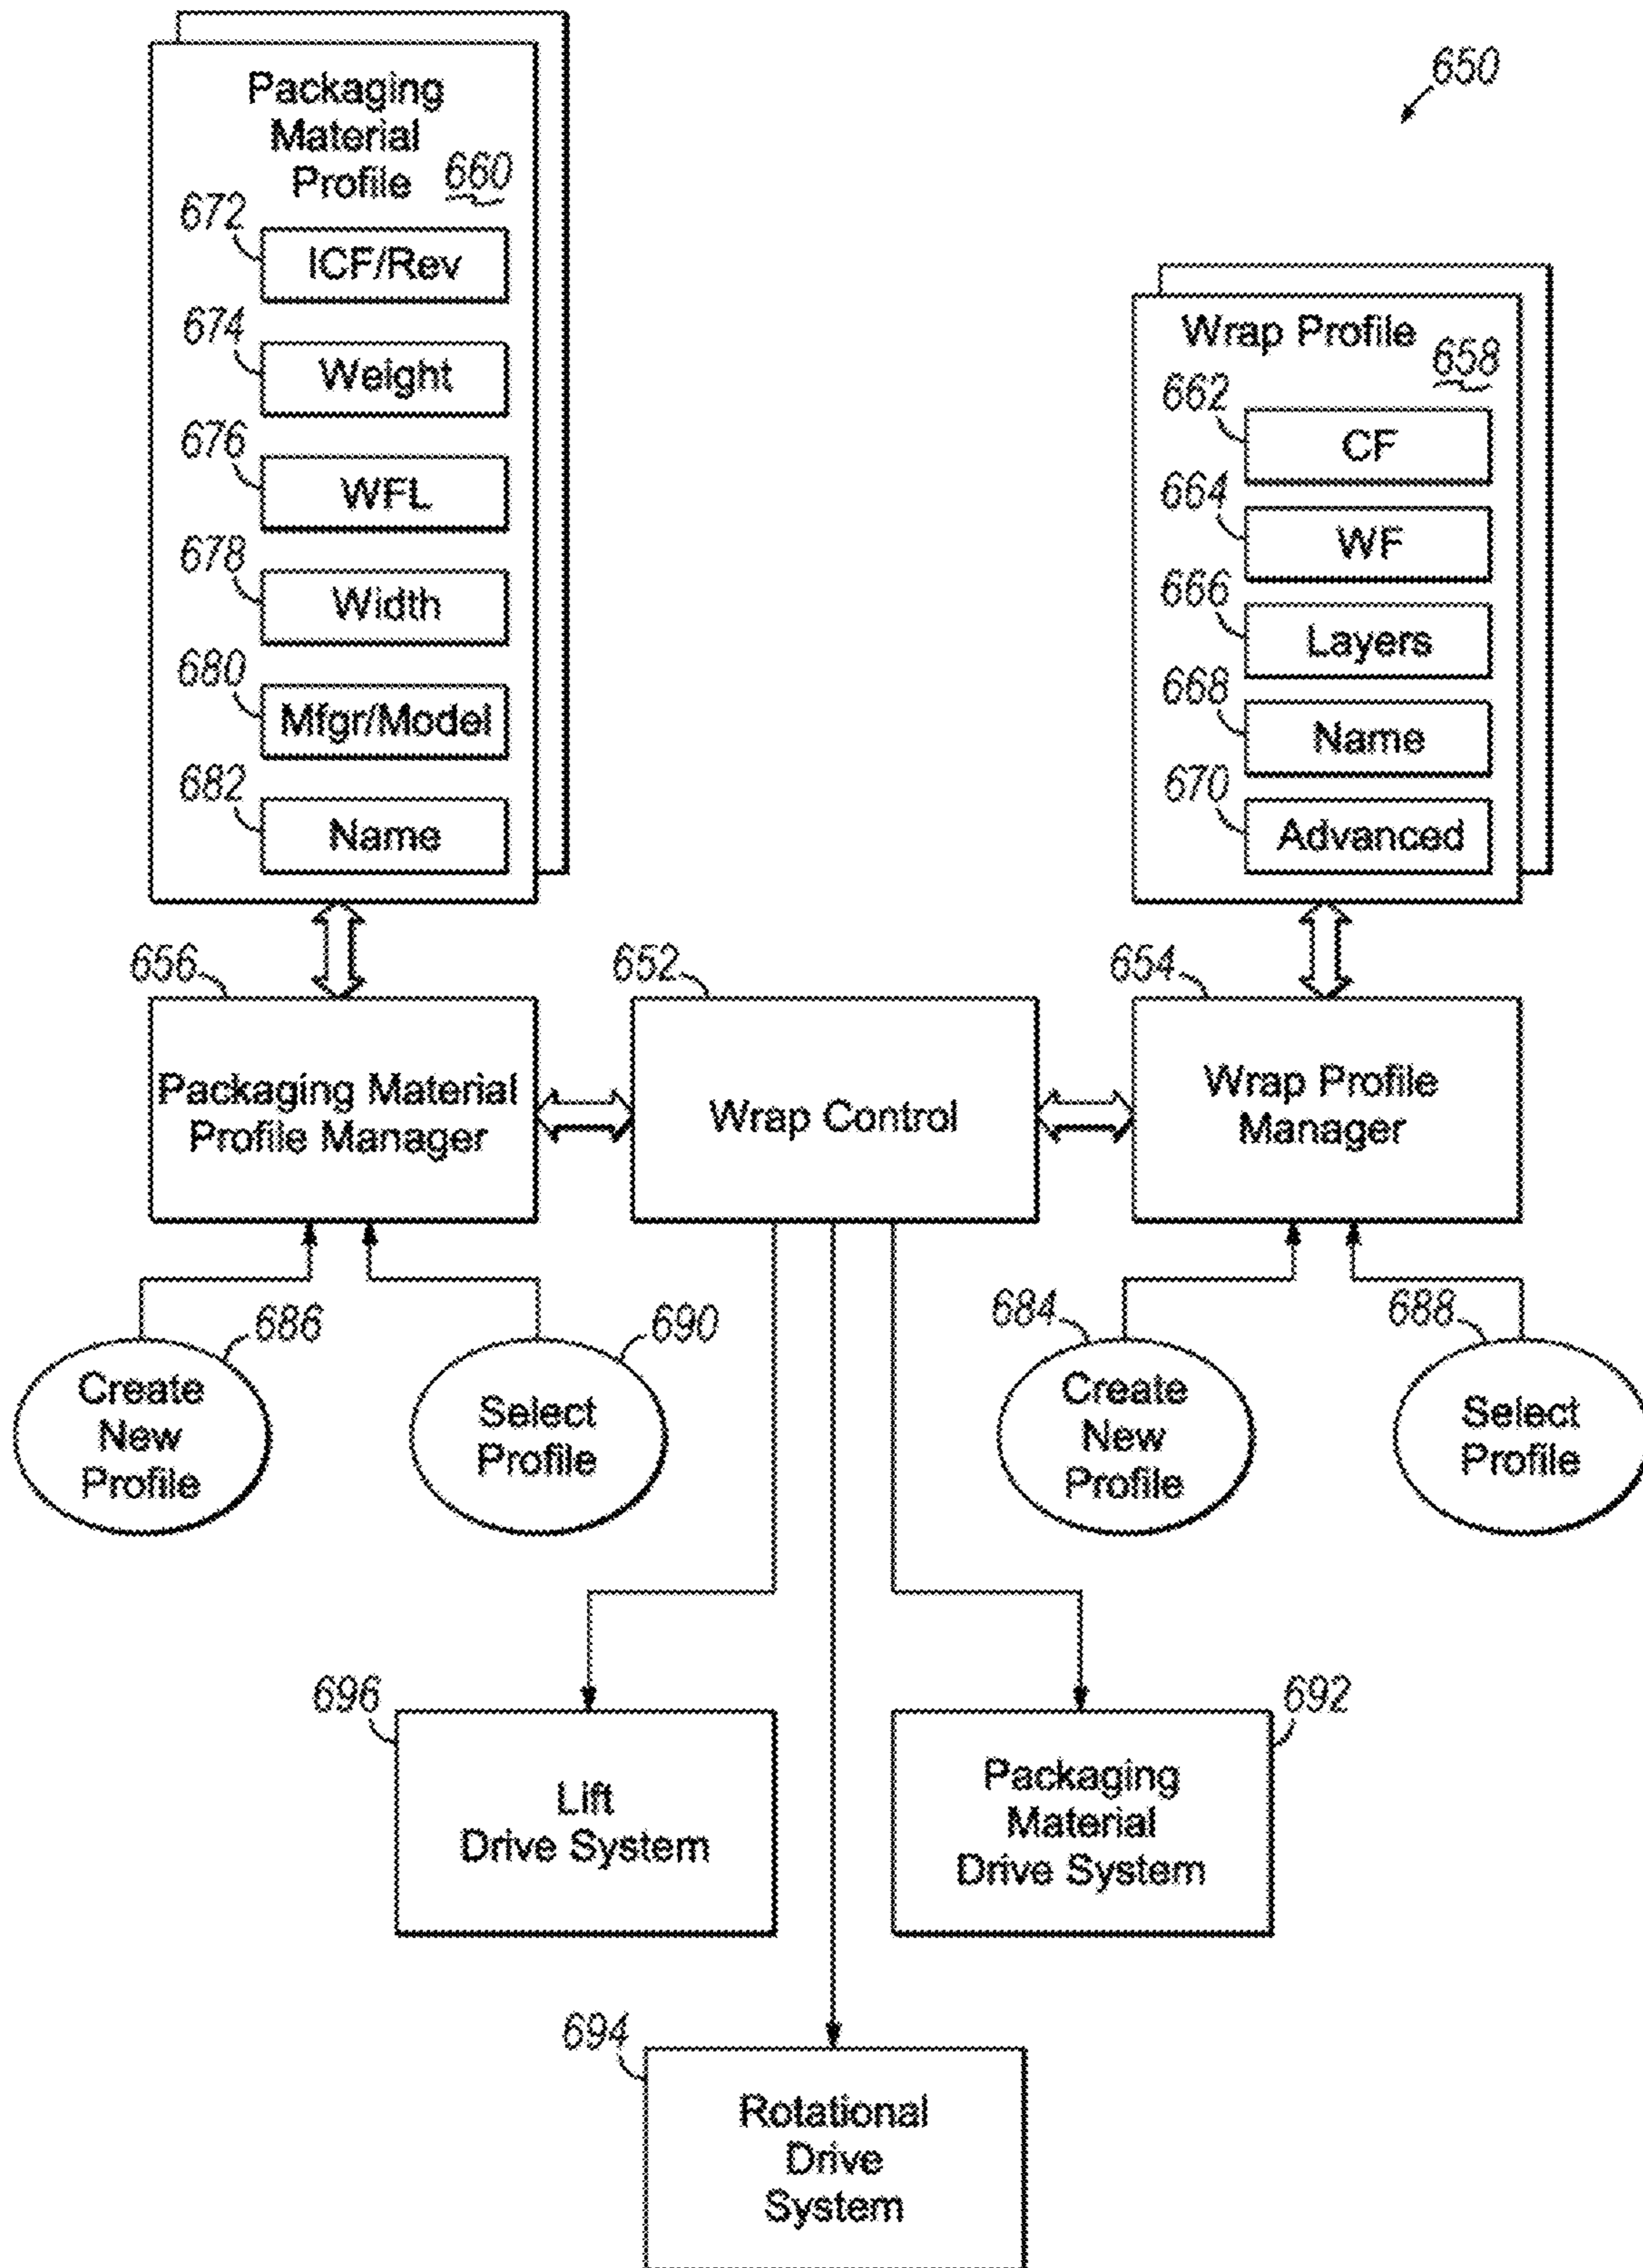 650
Packaging
Material
Profile
660
672
ICF/Rev
674
Weight
676
WFL
678
Width
680
Mfgr/Model
682
Name
Wrap Profile
658
662
CF
664
WF
666
Layers
668
Name
670
Advanced
656
Packaging Material
Profile Manager
652
Wrap Control
654
Wrap Profile
Manager
686
Create
New
Profile
690
Select
Profile
684
Create
New
Profile
688
Select
Profile
696
Lift
Drive System
692
Packaging
Material
Drive System
694
Rotational
Drive
System